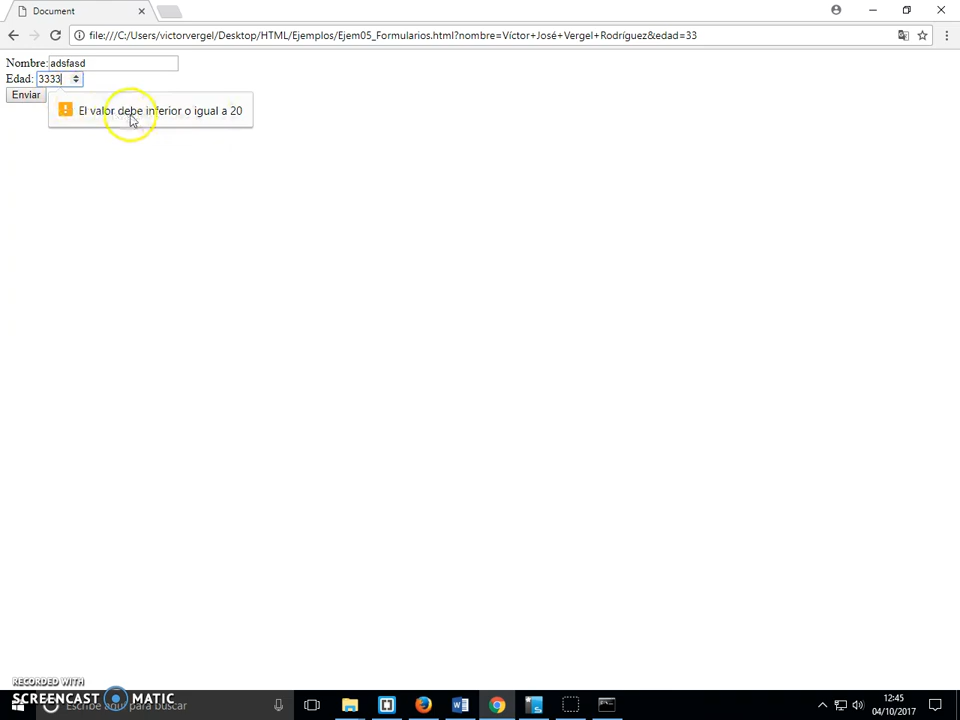 Document
file:///C:/Users/victorvergel/Desktop/HTML/Ejemplos/Ejem05_Formularios.html?nombre=Víctor+José+Vergel+Rodríguez&edad=33
Nombre: adsfasd
Edad: 3333
Enviar
El valor debe inferior o igual a 20
RECORDED WITH
SCREENCAST MATIC
Escribe aquí para buscar
12:45
04/10/2017